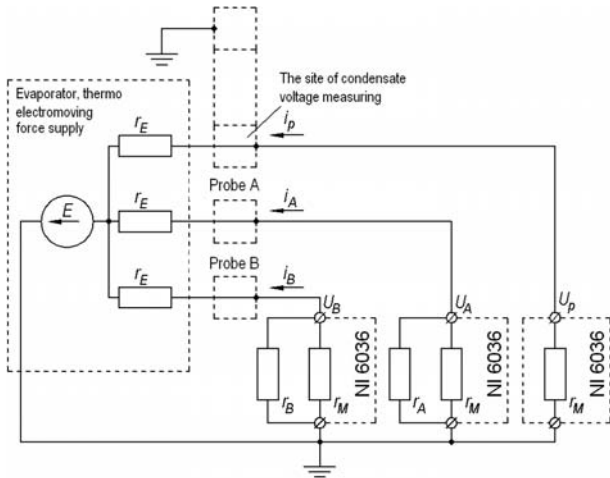 The site of condensate
voltage measuring
Evaporator, thermo
electromoving
force supply
r_E
i_p
E
r_E
Probe A
i_A
r_E
Probe B
i_B
U_B
U_A
U_p
r_B
r_M
NI 6036
r_A
r_M
NI 6036
r_M
NI 6036